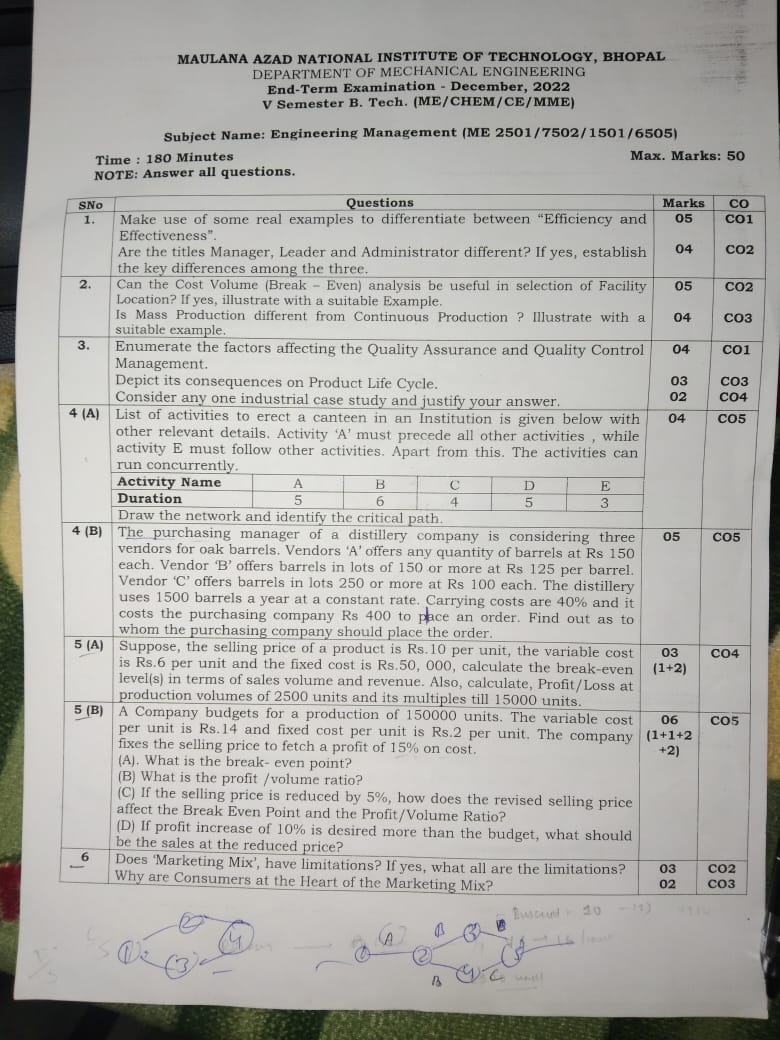 MAULANA AZAD NATIONAL INSTITUTE OF TECHNOLOGY, BHOPAL
DEPARTMENT OF MECHANICAL ENGINEERING
End-Term Examination - December, 2022
V Semester B. Tech. (ME/CHEM/CE/MME)
Subject Name: Engineering Management (ME 2501/7502/1501/6505)
Time : 180 Minutes Max. Marks: 50
NOTE: Answer all questions.
SNo Questions Marks CO
1. Make use of some real examples to differentiate between “Efficiency and 05 CO1
Effectiveness”.
Are the titles Manager, Leader and Administrator different? If yes, establish 04 CO2
the key differences among the three.
2. Can the Cost Volume (Break – Even) analysis be useful in selection of Facility 05 CO2
Location? If yes, illustrate with a suitable Example.
Is Mass Production different from Continuous Production ? Illustrate with a 04 CO3
suitable example.
3. Enumerate the factors affecting the Quality Assurance and Quality Control 04 CO1
Management.
Depict its consequences on Product Life Cycle. 03 CO3
Consider any one industrial case study and justify your answer. 02 CO4
4 (A) List of activities to erect a canteen in an Institution is given below with 04 CO5
other relevant details. Activity ‘A’ must precede all other activities , while
activity E must follow other activities. Apart from this. The activities can
run concurrently.
Activity Name A B C D E
Duration 5 6 4 5 3
Draw the network and identify the critical path.
4 (B) The purchasing manager of a distillery company is considering three 05 CO5
vendors for oak barrels. Vendors ‘A’ offers any quantity of barrels at Rs 150
each. Vendor ‘B’ offers barrels in lots of 150 or more at Rs 125 per barrel.
Vendor ‘C’ offers barrels in lots 250 or more at Rs 100 each. The distillery
uses 1500 barrels a year at a constant rate. Carrying costs are 40% and it
costs the purchasing company Rs 400 to place an order. Find out as to
whom the purchasing company should place the order.
5 (A) Suppose, the selling price of a product is Rs.10 per unit, the variable cost 03 CO4
is Rs.6 per unit and the fixed cost is Rs.50, 000, calculate the break-even (1+2)
level(s) in terms of sales volume and revenue. Also, calculate, Profit/Loss at
production volumes of 2500 units and its multiples till 15000 units.
5 (B) A Company budgets for a production of 150000 units. The variable cost 06 CO5
per unit is Rs.14 and fixed cost per unit is Rs.2 per unit. The company (1+1+2
fixes the selling price to fetch a profit of 15% on cost. +2)
(A). What is the break- even point?
(B) What is the profit /volume ratio?
(C) If the selling price is reduced by 5%, how does the revised selling price
affect the Break Even Point and the Profit/Volume Ratio?
(D) If profit increase of 10% is desired more than the budget, what should
be the sales at the reduced price?
6 Does ‘Marketing Mix’, have limitations? If yes, what all are the limitations? 03 CO2
Why are Consumers at the Heart of the Marketing Mix? 02 CO3
1 2 3 4
A B 3
1 2
B 4 C